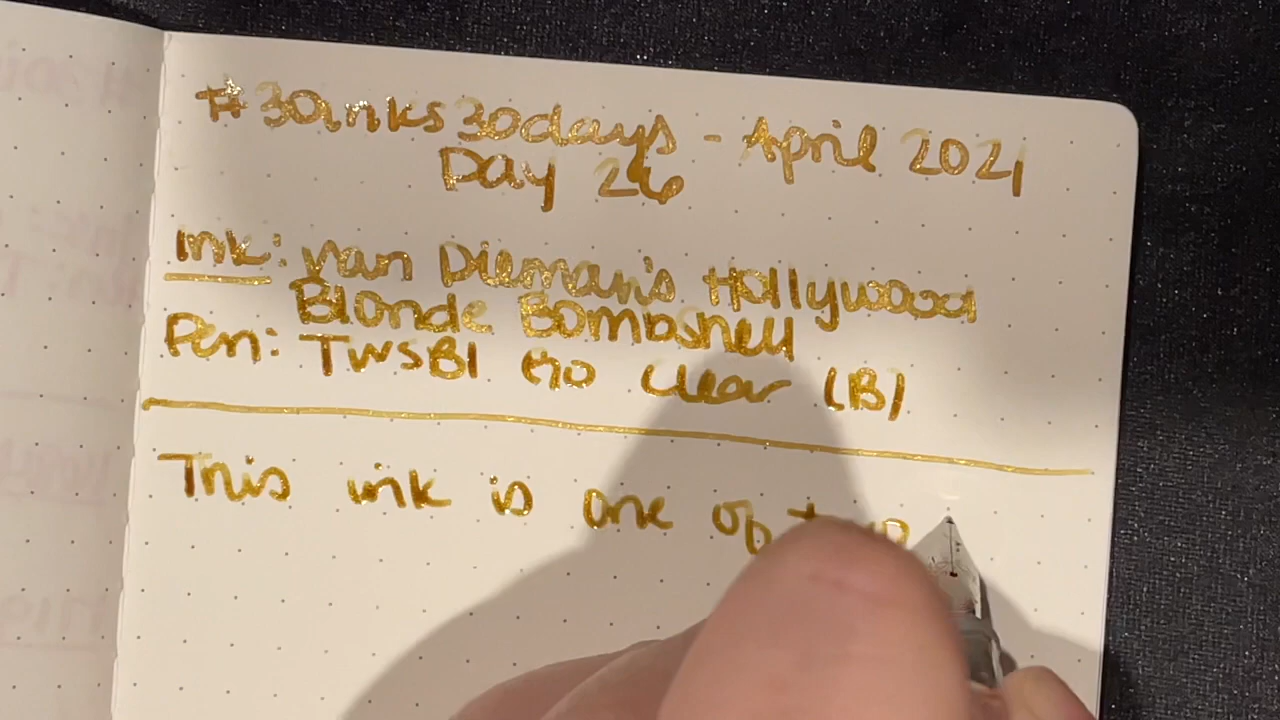 #30inks30days - April 2021
Day 26
Ink: Van Dieman's Hollywood
Blonde Bombshell
Pen: TWSBI GO Clear (B)
This ink is one of two